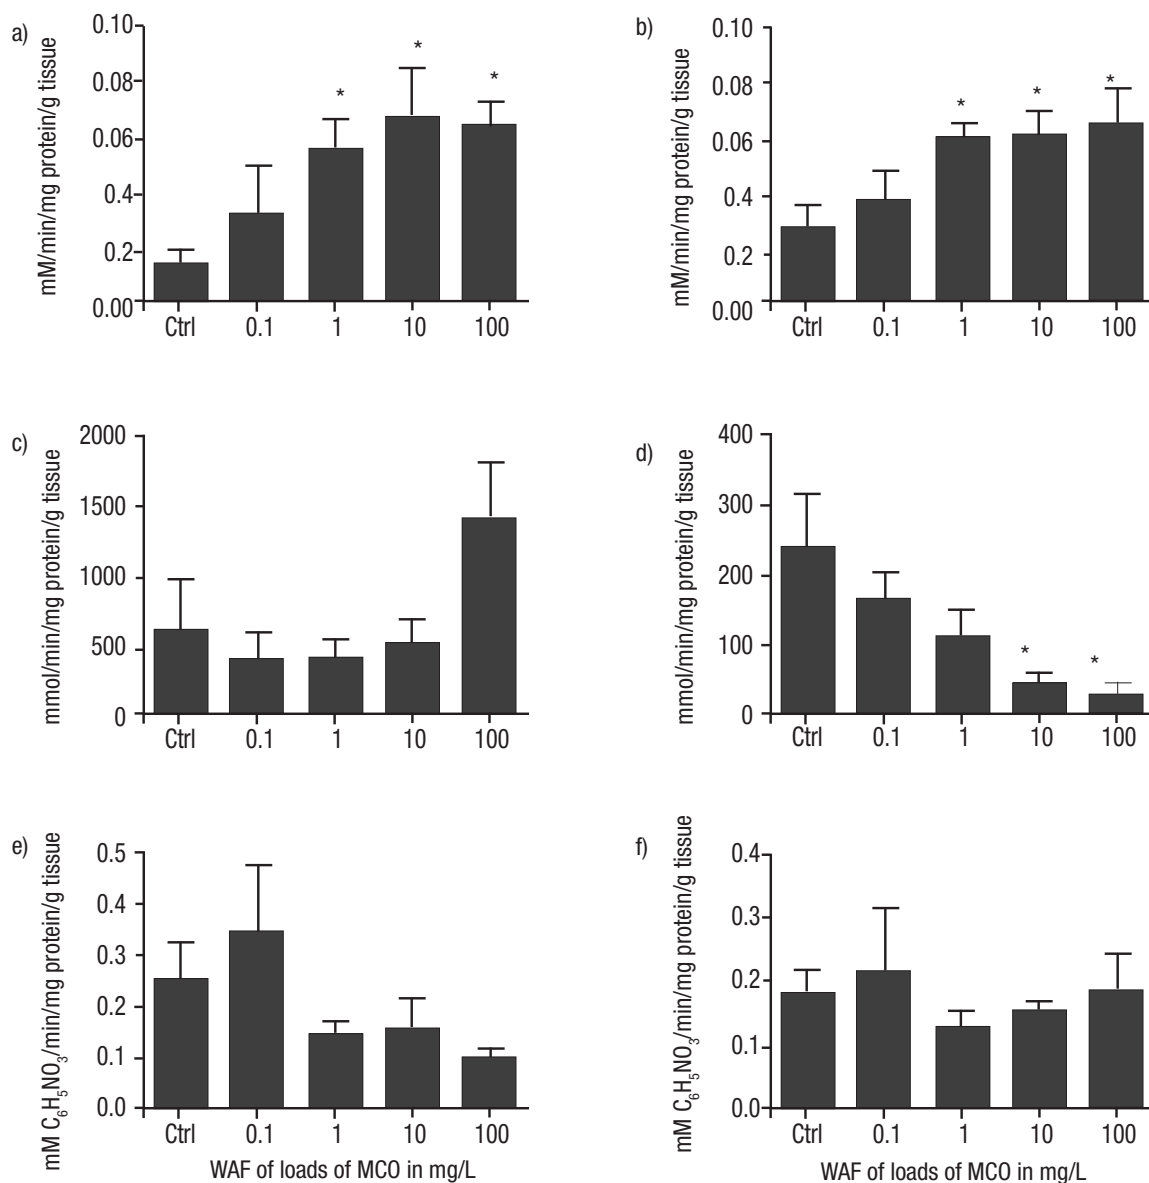 a)
mM/min/mg protein/g tissue
0.10
0.08
0.06
0.4
0.2
0.00
*
*
*
Ctrl 0.1 1 10 100
b)
mM/min/mg protein/g tissue
0.10
0.08
0.06
0.4
0.2
0.00
*
*
*
Ctrl 0.1 1 10 100
c)
mmol/min/mg protein/g tissue
2000
1500
1000
500
0
Ctrl 0.1 1 10 100
d)
mmol/min/mg protein/g tissue
400
300
200
100
0
*
*
Ctrl 0.1 1 10 100
e)
mM C₆H₅NO₃/min/mg protein/g tissue
0.5
0.4
0.3
0.2
0.1
0.0
Ctrl 0.1 1 10 100
WAF of loads of MCO in mg/L
f)
mM C₆H₅NO₃/min/mg protein/g tissue
0.4
0.3
0.2
0.1
0.0
Ctrl 0.1 1 10 100
WAF of loads of MCO in mg/L